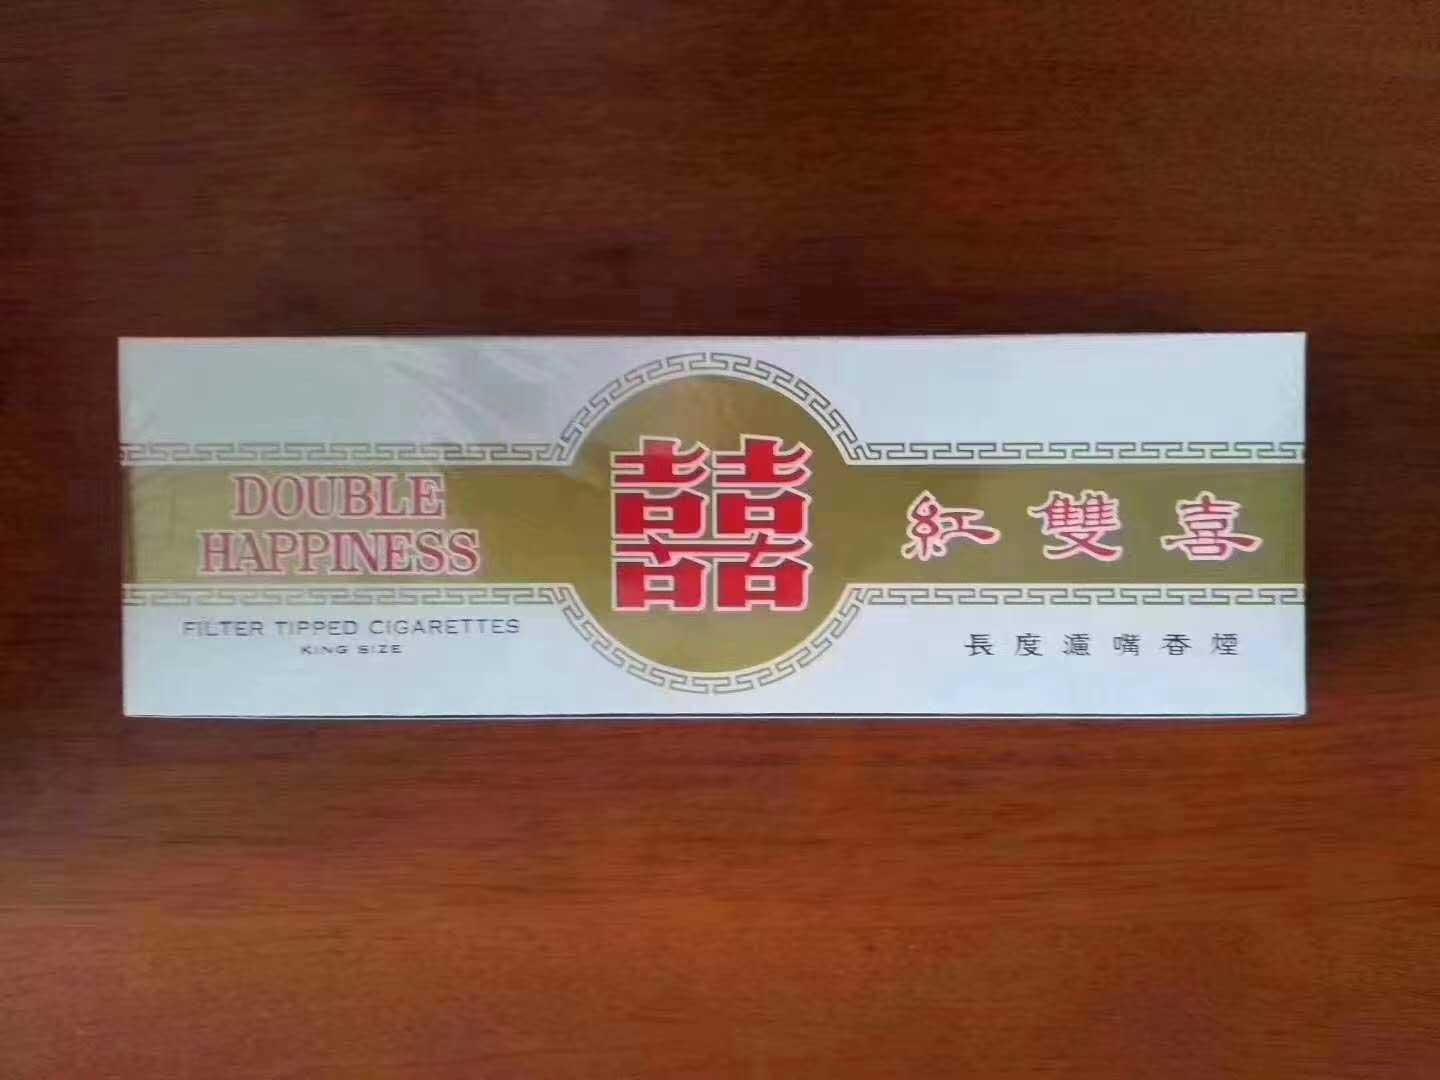 DOUBLE
HAPPINESS
FILTER TIPPED CIGARETTES
KING SIZE
囍
紅雙喜
長度濾嘴香煙